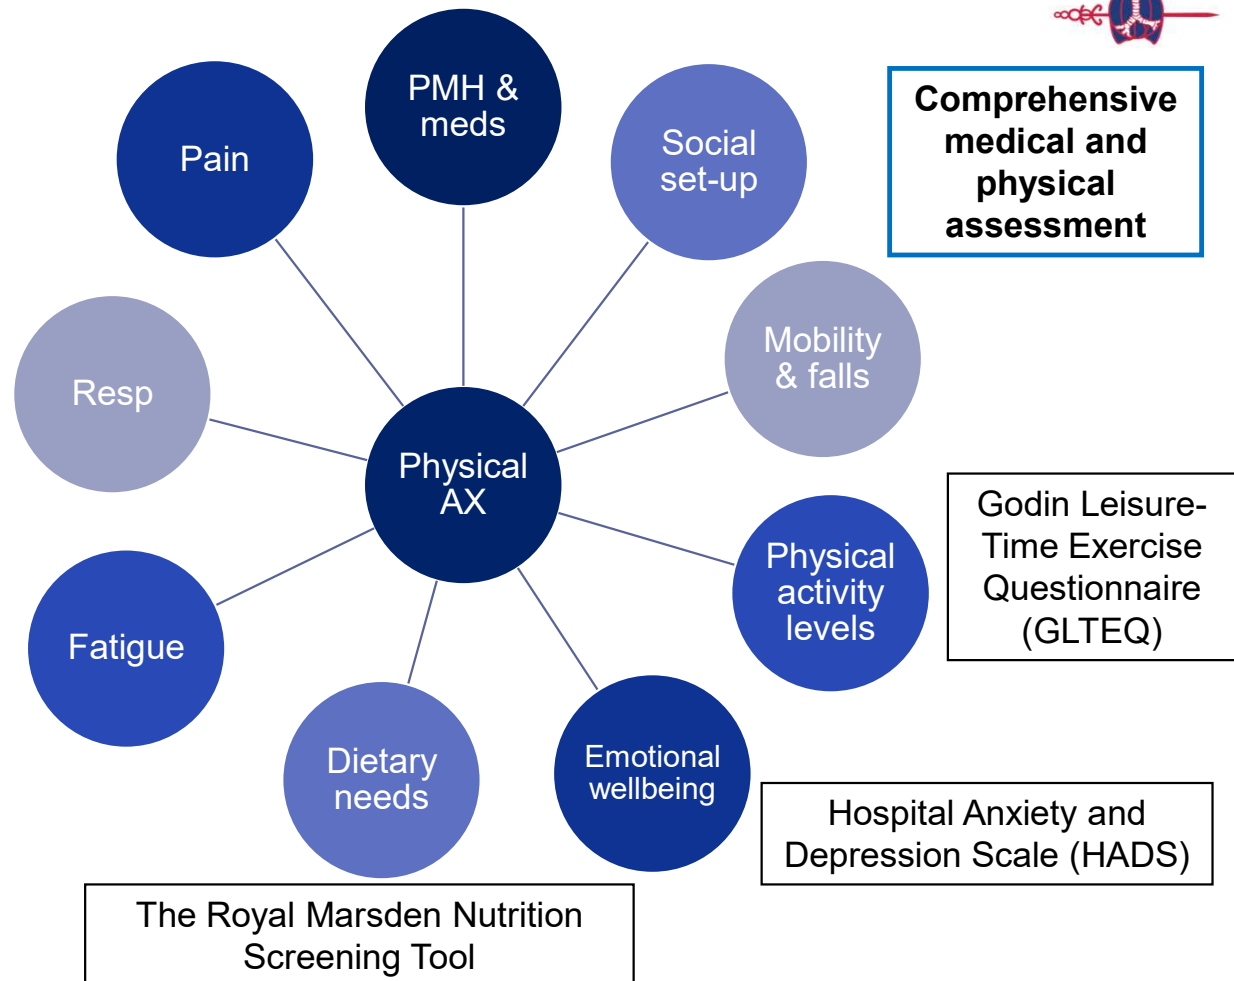 PMH &
meds
Social
set-up
Comprehensive
medical and
physical
assessment
Pain
Mobility
& falls
Resp
Physical
AX
Godin Leisure-
Time Exercise
Questionnaire
(GLTEQ)
Physical
activity
levels
Fatigue
Dietary
needs
Emotional
wellbeing
Hospital Anxiety and
Depression Scale (HADS)
The Royal Marsden Nutrition
Screening Tool